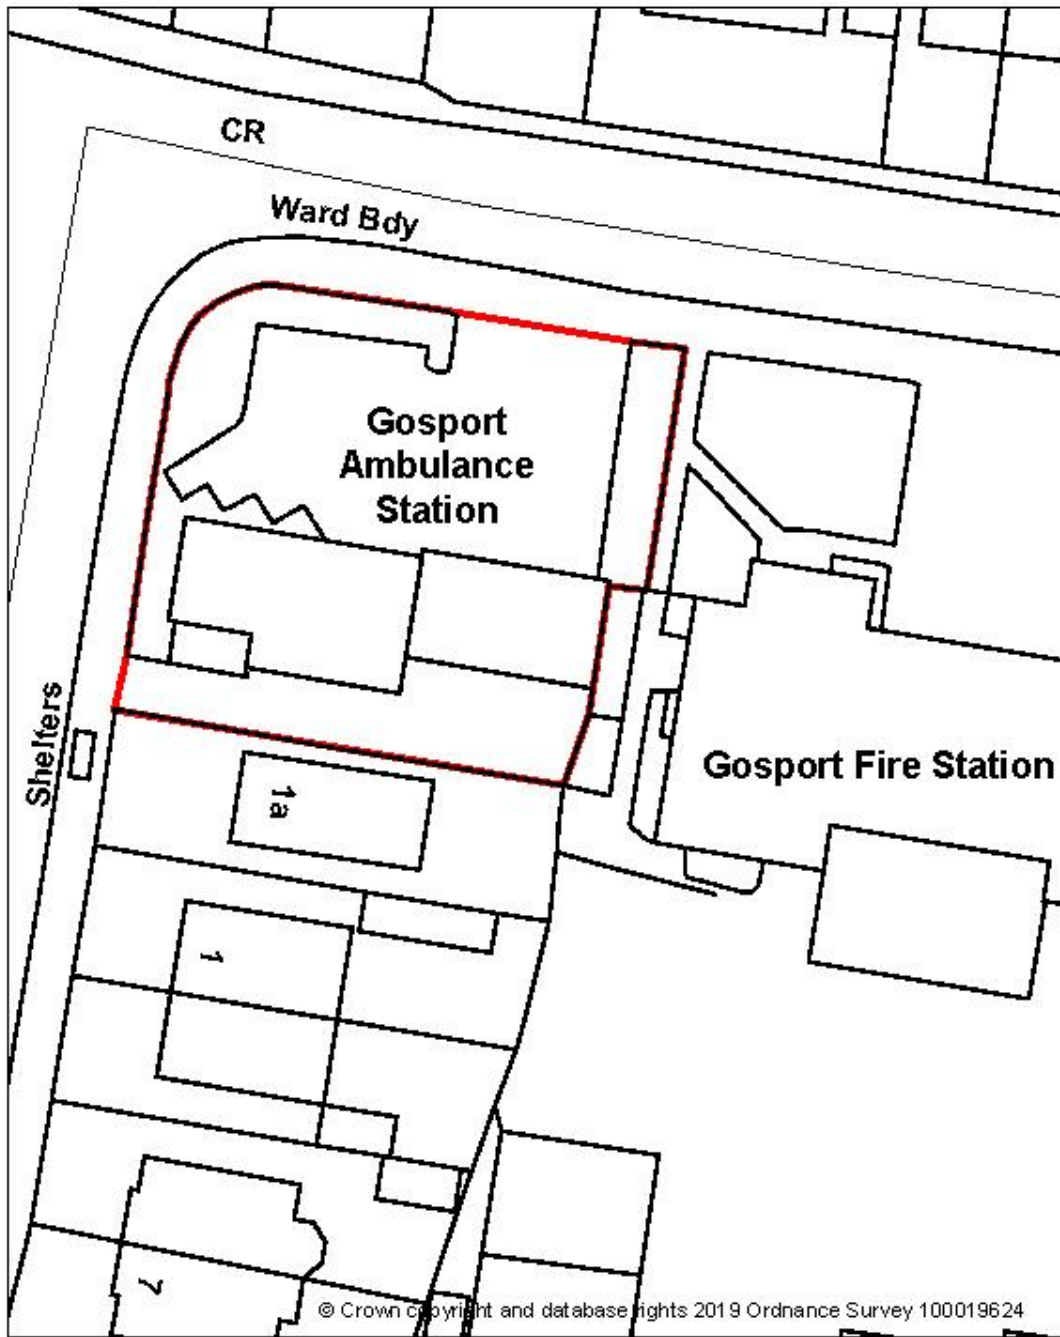 CR
Ward Bdy
Gosport
Ambulance
Station
Shelters
Gosport Fire Station
1a
1
7
© Crown copyright and database rights 2019 Ordnance Survey 100019624